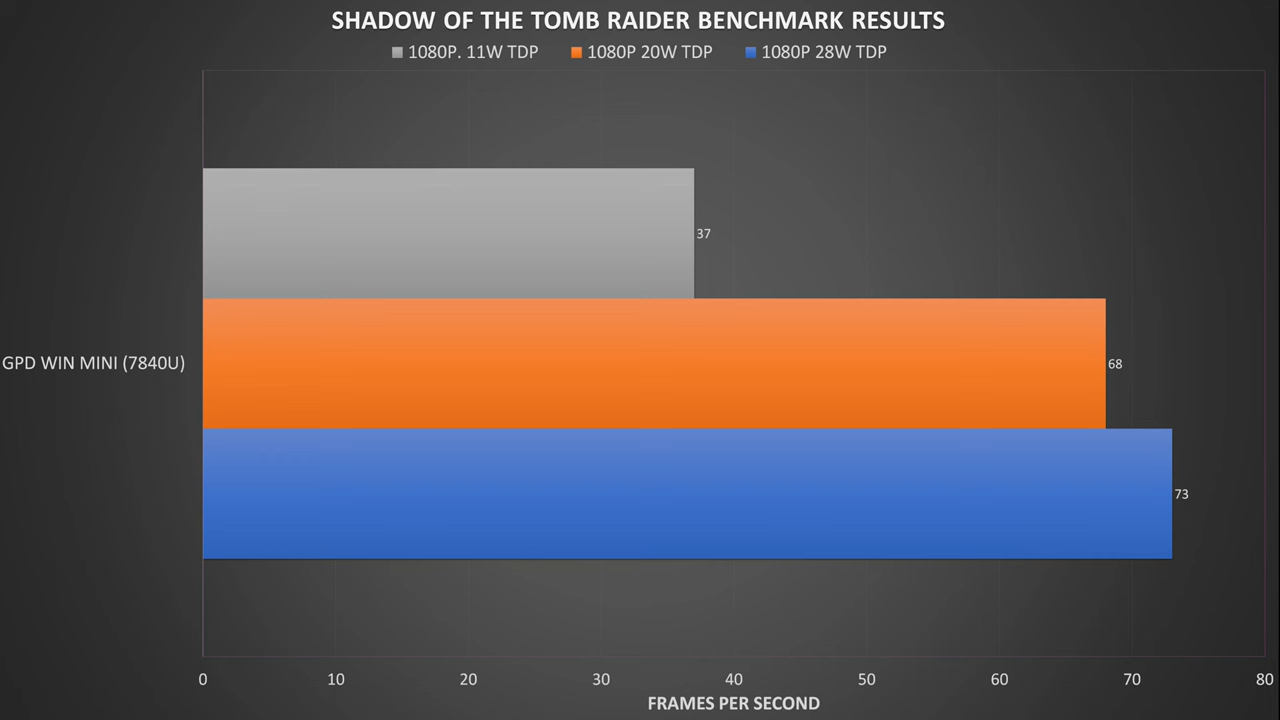 SHADOW OF THE TOMB RAIDER BENCHMARK RESULTS
1080P. 11W TDP 1080P 20W TDP 1080P 28W TDP
37
68
GPD WIN MINI (7840U)
73
0 10 20 30 40 50 60 70 80
FRAMES PER SECOND